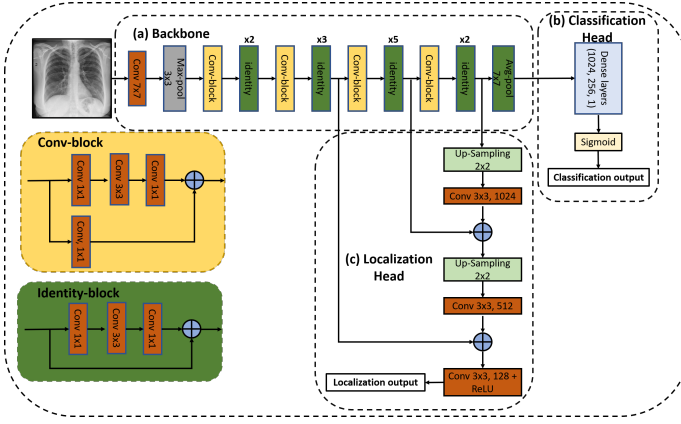 (a) Backbone
x2
x3
x5
x2
Conv 7x7
Max-pool
3x3
Conv-block
identity
Conv-block
identity
Conv-block
identity
Conv-block
identity
Avg-pool
7x7
(b) Classification
Head
Dense layers
(1024, 256, 1)
Sigmoid
Classification output
Conv-block
Conv 1x1
Conv 3x3
Conv 1x1
Conv, 1x1
Identity-block
Conv 1x1
Conv 3x3
Conv 1x1
(c) Localization
Head
Up-Sampling
2x2
Conv 3x3, 1024
Up-Sampling
2x2
Conv 3x3, 512
Conv 3x3, 128 +
ReLU
Localization output